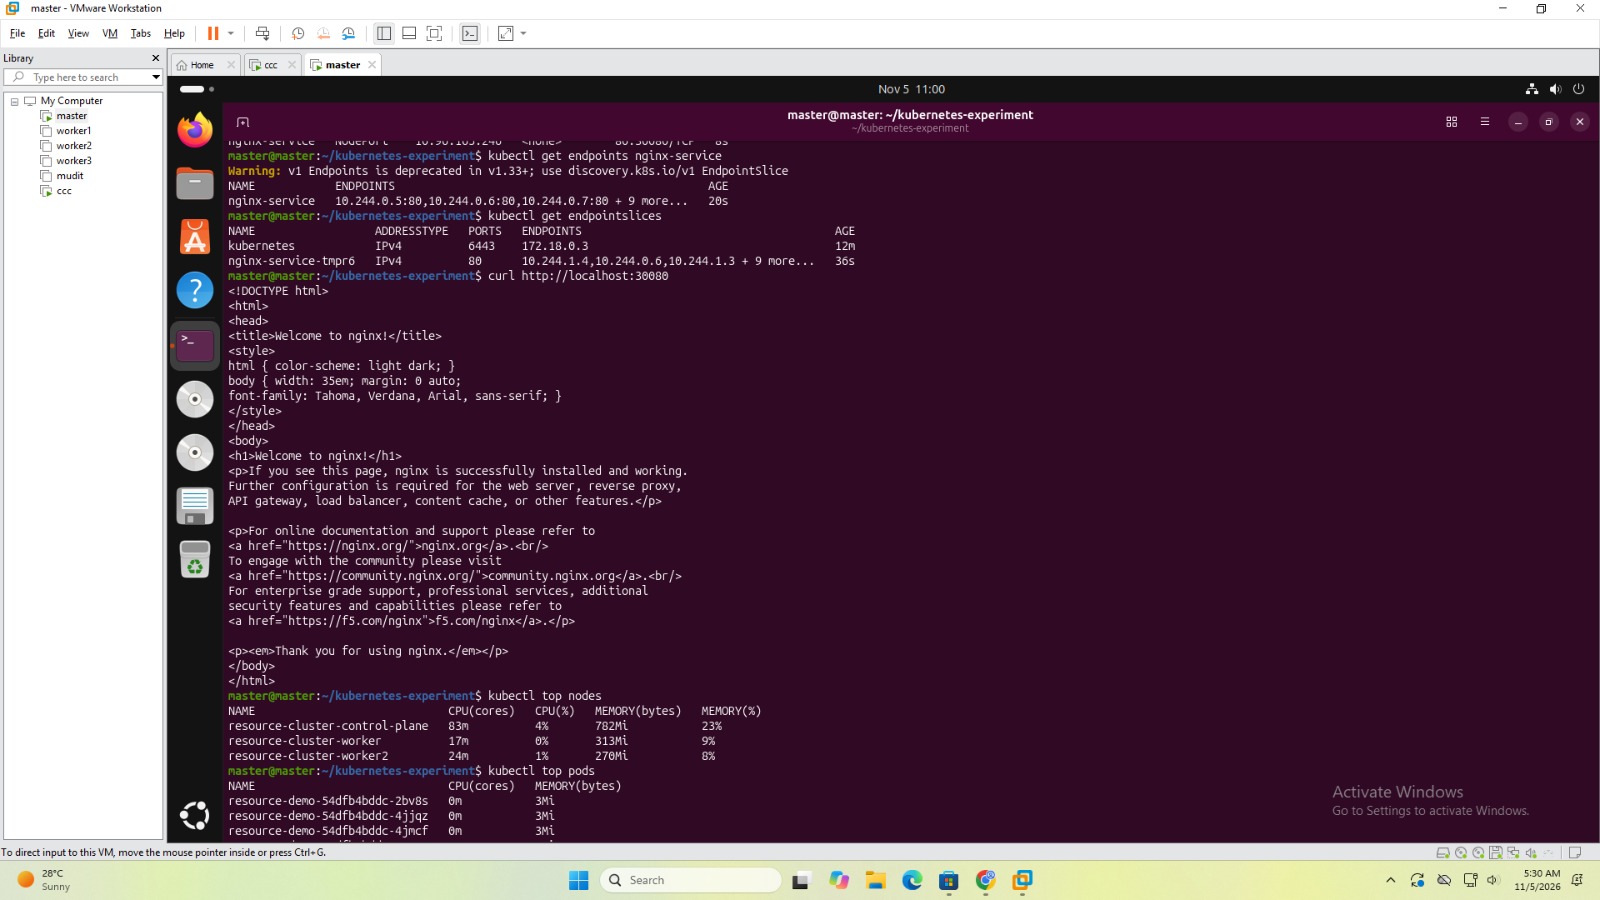 master - VMware Workstation
File Edit View VM Tabs Help
Library
Type here to search
My Computer
master
worker1
worker2
worker3
mudit
ccc
Home
ccc
master
Nov 5 11:00
master@master: ~/kubernetes-experiment
~/kubernetes-experiment
nginx-service NodePort 10.96.103.246 <none> 80:30080/TCP 8s
master@master:~/kubernetes-experiment$ kubectl get endpoints nginx-service
Warning: v1 Endpoints is deprecated in v1.33+; use discovery.k8s.io/v1 EndpointSlice
NAME ENDPOINTS AGE
nginx-service 10.244.0.5:80,10.244.0.6:80,10.244.0.7:80 + 9 more... 20s
master@master:~/kubernetes-experiment$ kubectl get endpointslices
NAME ADDRESSTYPE PORTS ENDPOINTS AGE
kubernetes IPv4 6443 172.18.0.3 12m
nginx-service-tmpr6 IPv4 80 10.244.1.4,10.244.0.6,10.244.1.3 + 9 more... 36s
master@master:~/kubernetes-experiment$ curl http://localhost:30080
<!DOCTYPE html>
<html>
<head>
<title>Welcome to nginx!</title>
<style>
html { color-scheme: light dark; }
body { width: 35em; margin: 0 auto;
font-family: Tahoma, Verdana, Arial, sans-serif; }
</style>
</head>
<body>
<h1>Welcome to nginx!</h1>
<p>If you see this page, nginx is successfully installed and working.
Further configuration is required for the web server, reverse proxy,
API gateway, load balancer, content cache, or other features.</p>
<p>For online documentation and support please refer to
<a href="https://nginx.org/">nginx.org</a>.<br/>
To engage with the community please visit
<a href="https://community.nginx.org/">community.nginx.org</a>.<br/>
For enterprise grade support, professional services, additional
security features and capabilities please refer to
<a href="https://f5.com/nginx">f5.com/nginx</a>.</p>
<p><em>Thank you for using nginx.</em></p>
</body>
</html>
master@master:~/kubernetes-experiment$ kubectl top nodes
NAME CPU(cores) CPU(%) MEMORY(bytes) MEMORY(%)
resource-cluster-control-plane 83m 4% 782Mi 23%
resource-cluster-worker 17m 0% 313Mi 9%
resource-cluster-worker2 24m 1% 270Mi 8%
master@master:~/kubernetes-experiment$ kubectl top pods
NAME CPU(cores) MEMORY(bytes)
resource-demo-54dfb4bddc-2bv8s 0m 3Mi
resource-demo-54dfb4bddc-4jjqz 0m 3Mi
resource-demo-54dfb4bddc-4jmcf 0m 3Mi
Activate Windows
Go to Settings to activate Windows.
To direct input to this VM, move the mouse pointer inside or press Ctrl+G.
28°C
Sunny
Search
5:30 AM
11/5/2026